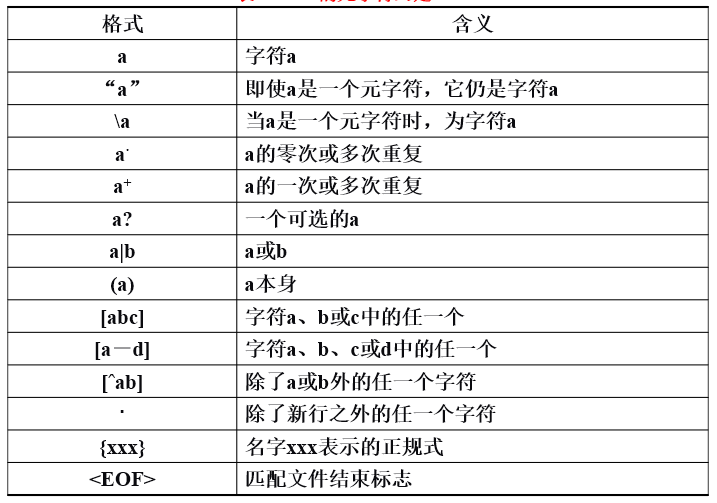 格式 含义
a 字符a
“a” 即使a是一个元字符，它仍是字符a
\a 当a是一个元字符时，为字符a
a· a的零次或多次重复
a⁺ a的一次或多次重复
a? 一个可选的a
a|b a或b
(a) a本身
[abc] 字符a、b或c中的任一个
[a－d] 字符a、b、c或d中的任一个
[^ab] 除了a或b外的任一个字符
· 除了新行之外的任一个字符
{xxx} 名字xxx表示的正规式
<EOF> 匹配文件结束标志